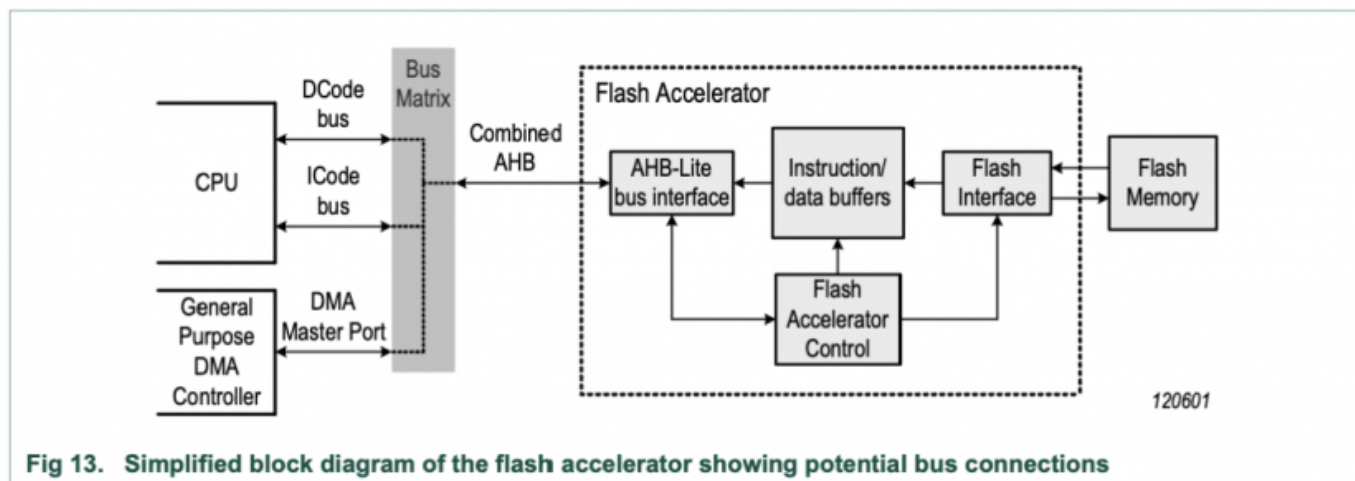 DCode
bus
Bus
Matrix
Flash Accelerator
CPU
ICode
bus
Combined
AHB
AHB-Lite
bus interface
Instruction/
data buffers
Flash
Interface
Flash
Memory
General
Purpose
DMA
Controller
DMA
Master Port
Flash
Accelerator
Control
120601
Fig 13. Simplified block diagram of the flash accelerator showing potential bus connections